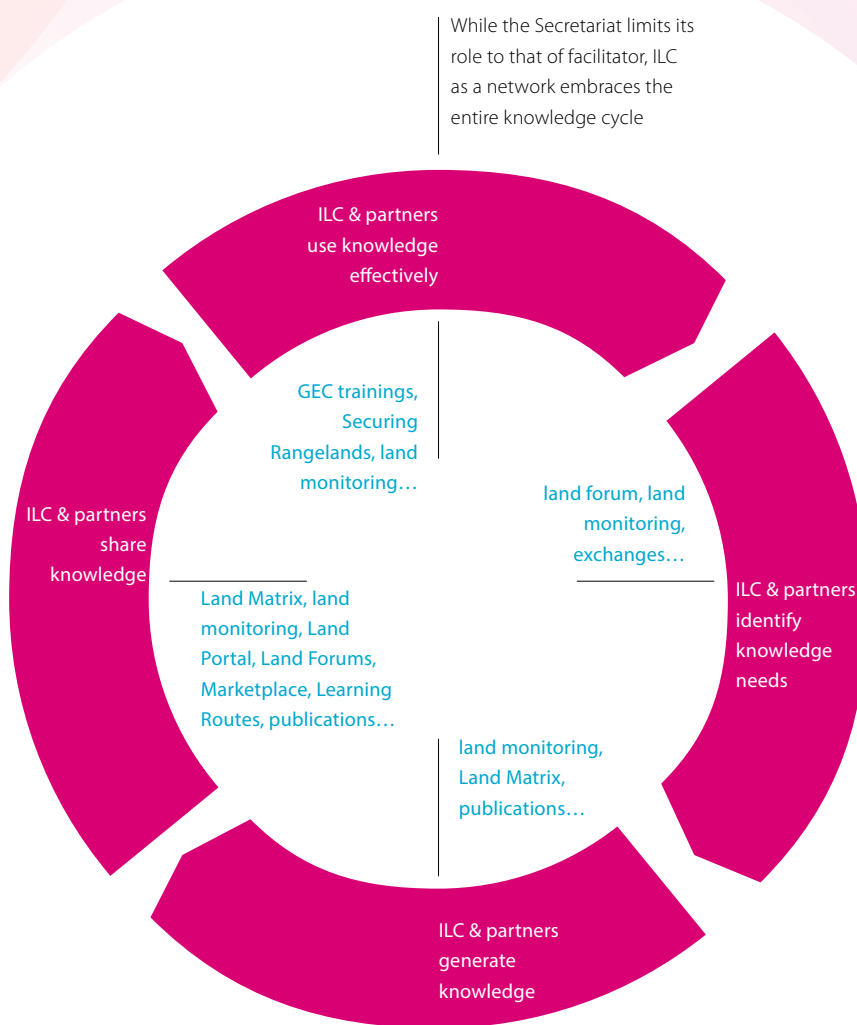 While the Secretariat limits its
role to that of facilitator, ILC
as a network embraces the
entire knowledge cycle
ILC & partners
use knowledge
effectively
GEC trainings,
Securing
Rangelands, land
monitoring…
land forum, land
monitoring,
exchanges…
ILC & partners
share
knowledge
ILC & partners
identify
knowledge
needs
Land Matrix, land
monitoring, Land
Portal, Land Forums,
Marketplace, Learning
Routes, publications…
land monitoring,
Land Matrix,
publications…
ILC & partners
generate
knowledge